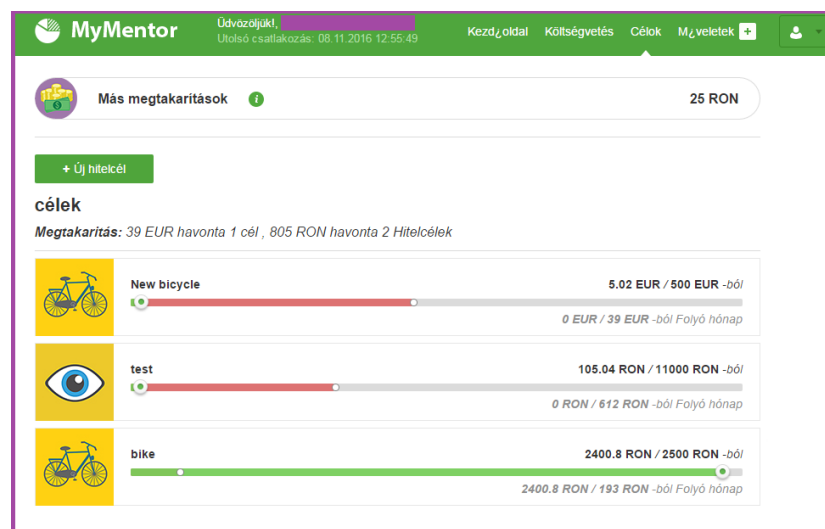 MyMentor
Üdvözöljük!,
Utolsó csatlakozás: 08.11.2016 12:55:49
Kezd¿oldal Költségvetés Célok M¿veletek +
Más megtakarítások i 25 RON
+ Új hitelcél
célek
Megtakarítás: 39 EUR havonta 1 cél , 805 RON havonta 2 Hitelcélek
New bicycle 5.02 EUR / 500 EUR -ból
0 EUR / 39 EUR -ból Folyó hónap
test 105.04 RON / 11000 RON -ból
0 RON / 612 RON -ból Folyó hónap
bike 2400.8 RON / 2500 RON -ból
2400.8 RON / 193 RON -ból Folyó hónap